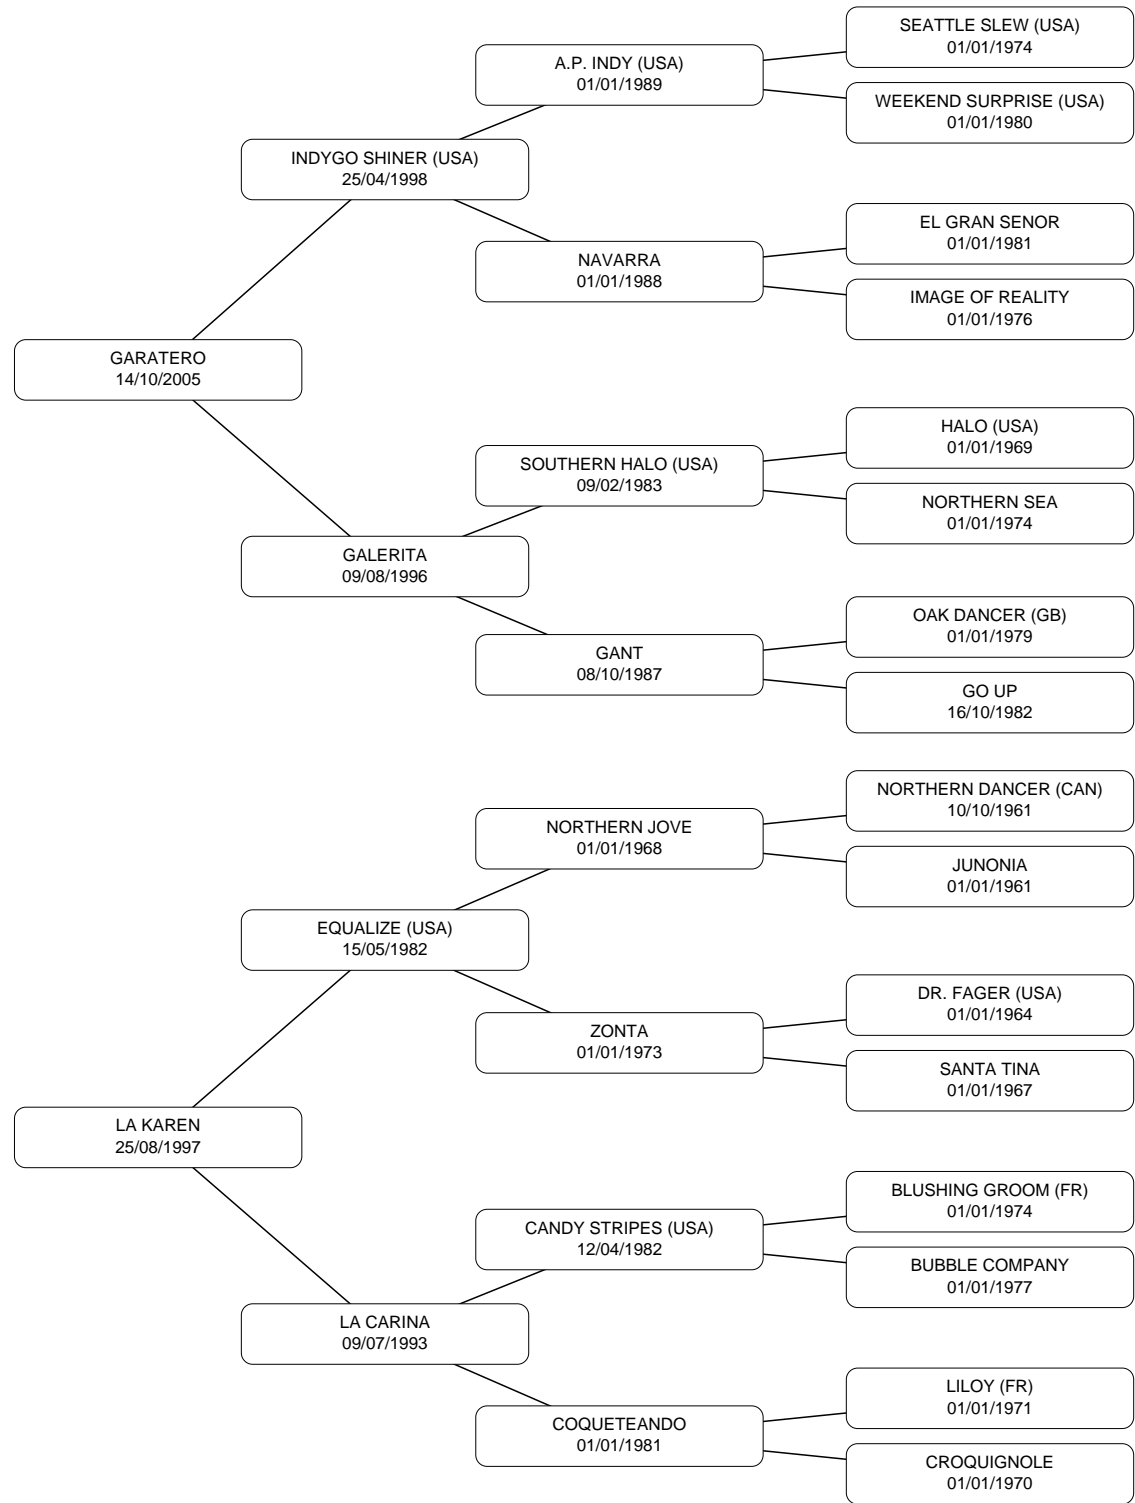 SEATTLE SLEW (USA)
01/01/1974
A.P. INDY (USA)
01/01/1989
WEEKEND SURPRISE (USA)
01/01/1980
INDYGO SHINER (USA)
25/04/1998
EL GRAN SENOR
01/01/1981
NAVARRA
01/01/1988
IMAGE OF REALITY
01/01/1976
GARATERO
14/10/2005
HALO (USA)
01/01/1969
SOUTHERN HALO (USA)
09/02/1983
NORTHERN SEA
01/01/1974
GALERITA
09/08/1996
OAK DANCER (GB)
01/01/1979
GANT
08/10/1987
GO UP
16/10/1982
NORTHERN DANCER (CAN)
10/10/1961
NORTHERN JOVE
01/01/1968
JUNONIA
01/01/1961
EQUALIZE (USA)
15/05/1982
DR. FAGER (USA)
01/01/1964
ZONTA
01/01/1973
SANTA TINA
01/01/1967
LA KAREN
25/08/1997
BLUSHING GROOM (FR)
01/01/1974
CANDY STRIPES (USA)
12/04/1982
BUBBLE COMPANY
01/01/1977
LA CARINA
09/07/1993
LILOY (FR)
01/01/1971
COQUETEANDO
01/01/1981
CROQUIGNOLE
01/01/1970